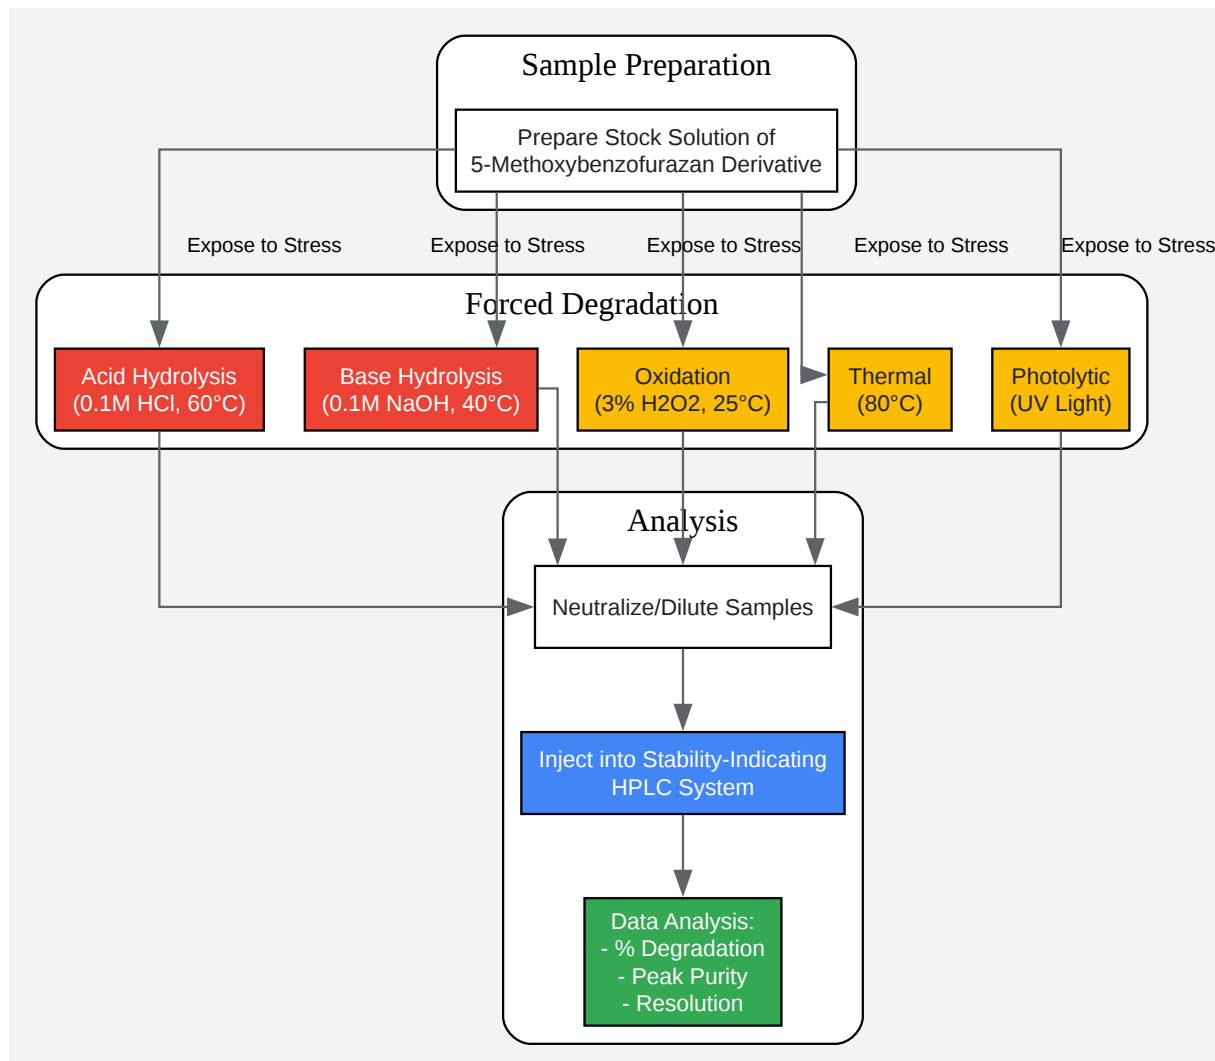 Sample Preparation
Prepare Stock Solution of
5-Methoxybenzofurazan Derivative
Expose to Stress
Expose to Stress
Expose to Stress
Expose to Stress
Expose to Stress
Forced Degradation
Acid Hydrolysis
(0.1M HCl, 60°C)
Base Hydrolysis
(0.1M NaOH, 40°C)
Oxidation
(3% H2O2, 25°C)
Thermal
(80°C)
Photolytic
(UV Light)
Analysis
Neutralize/Dilute Samples
Inject into Stability-Indicating
HPLC System
Data Analysis:
- % Degradation
- Peak Purity
- Resolution